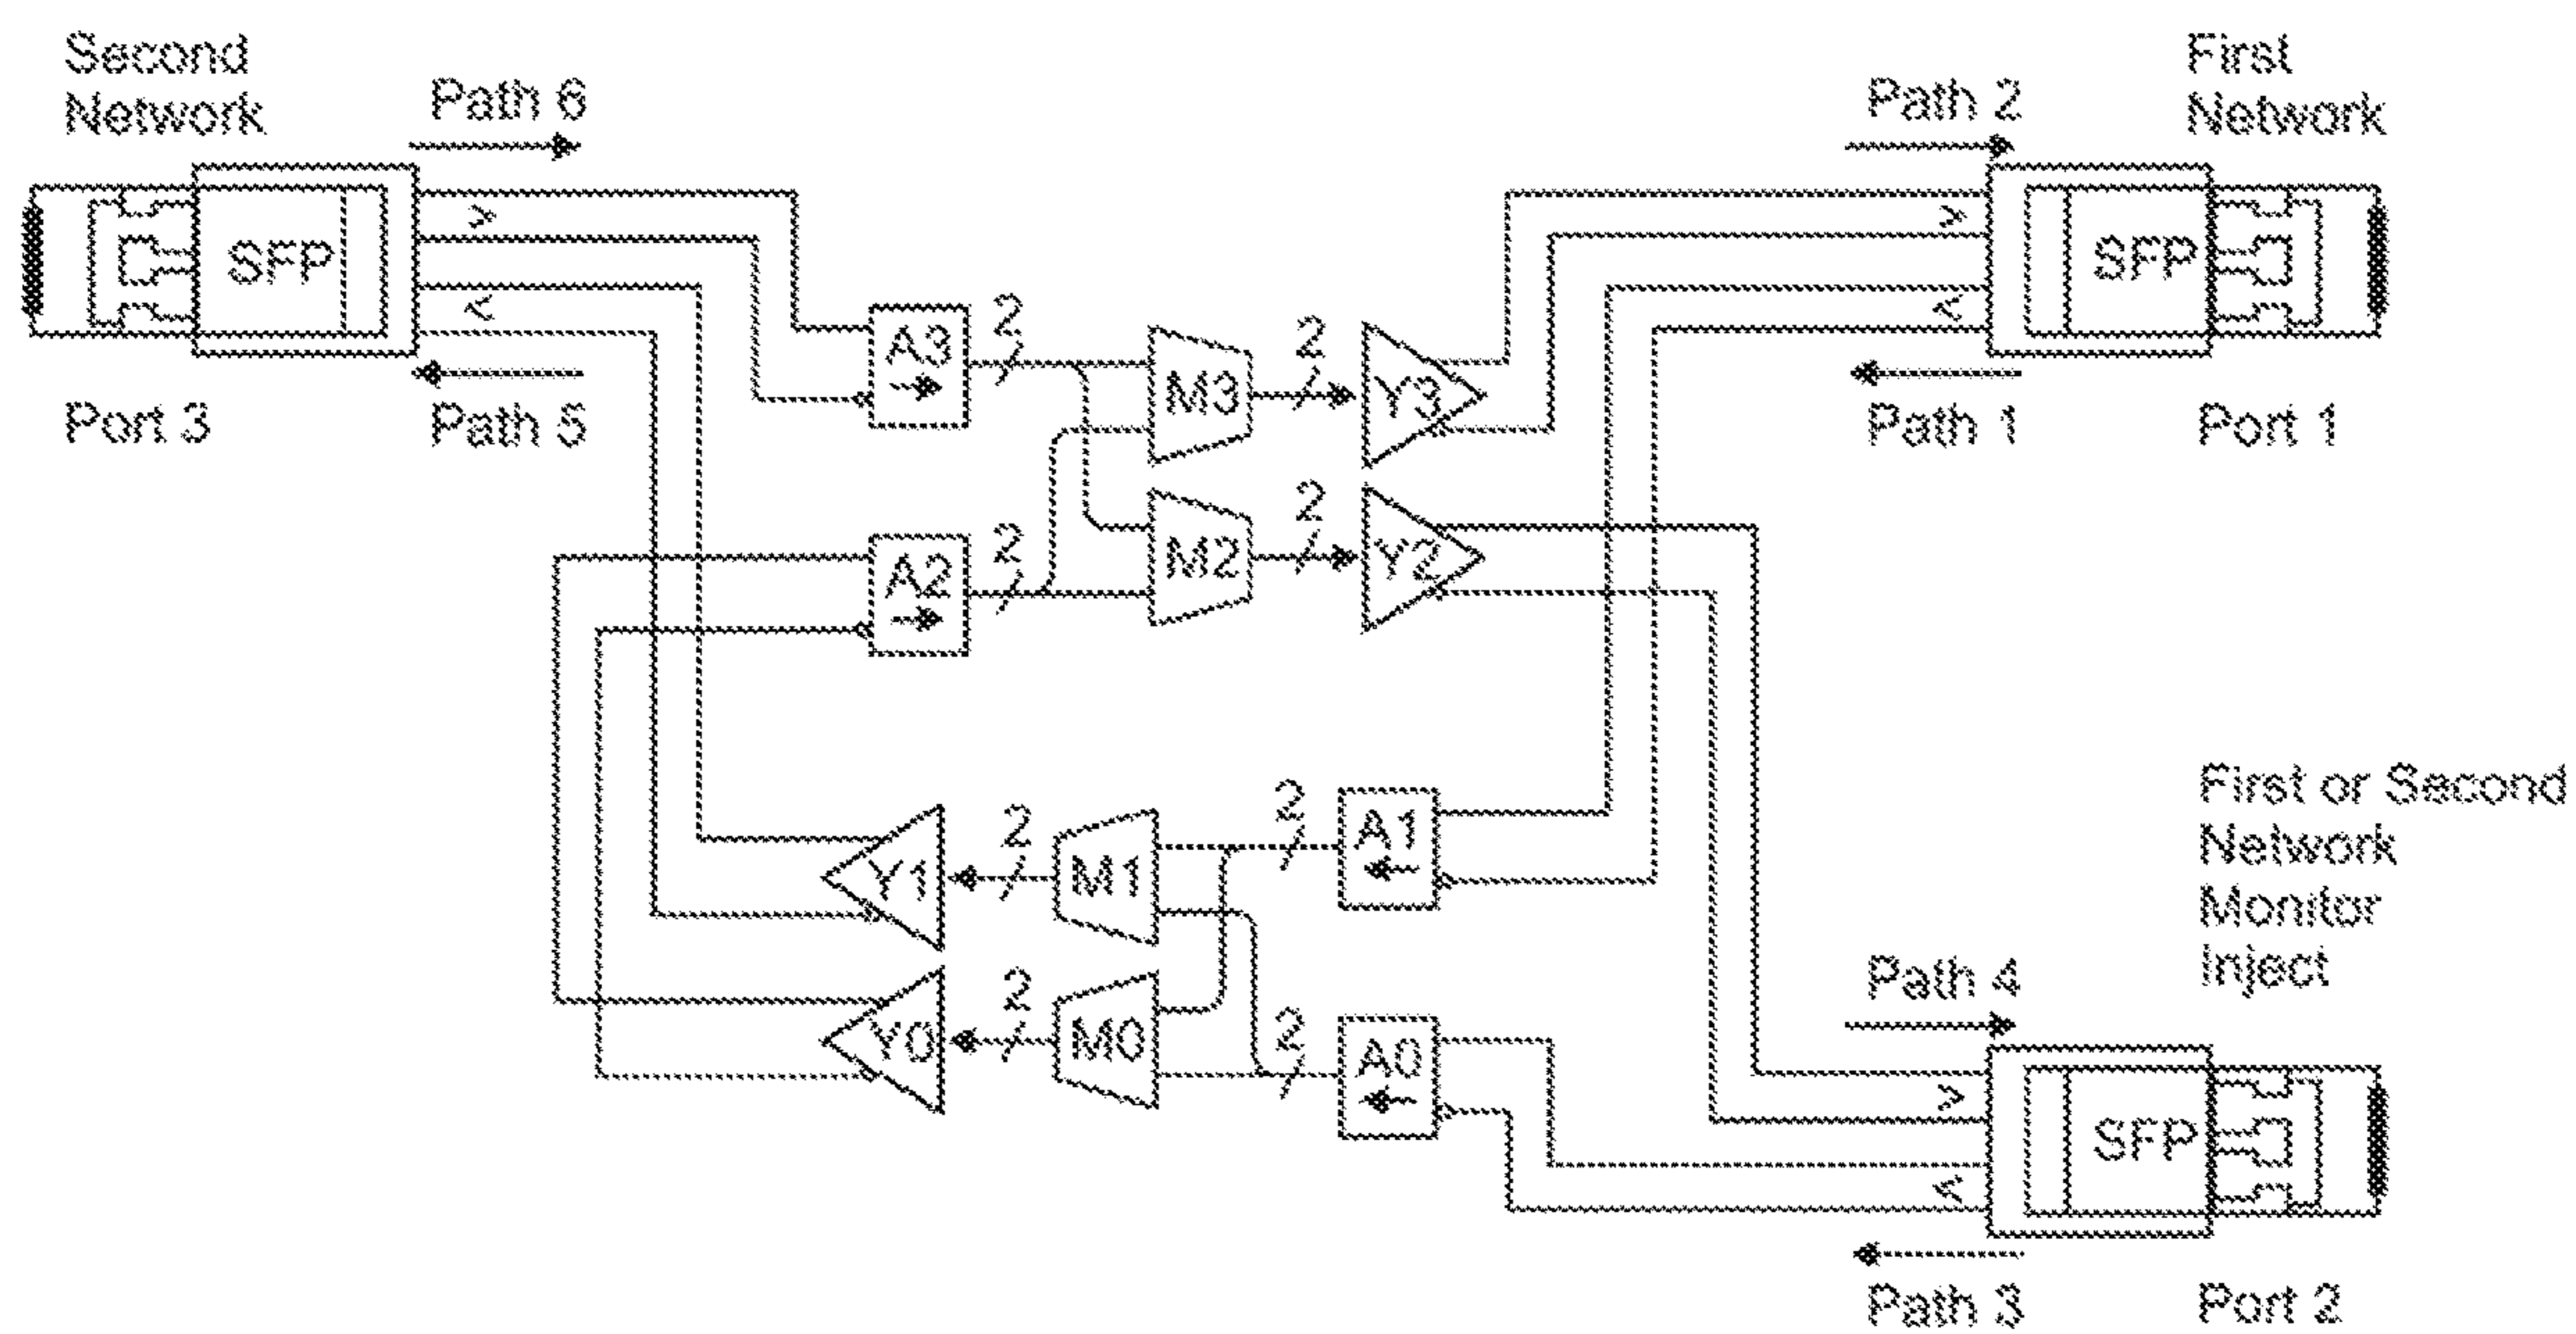 Second
Network
Path 6
Path 2
First
Network
>
SFP
<
>
SFP
<
Port 3
Path 5
Path 1
Port 1
A3
2
M3
2
Y3
A2
2
M2
2
Y2
Y1
2
M1
2
A1
Y0
2
M0
2
A0
First or Second
Network
Monitor
Inject
Path 4
>
SFP
<
Path 3
Port 2